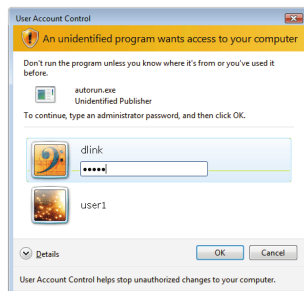 User Account Control
An unidentified program wants access to your computer
Don't run the program unless you know where it's from or you've used it
before.
autorun.exe
Unidentified Publisher
To continue, type an administrator password, and then click OK.
dlink
•••••
user1
Details
OK
Cancel
User Account Control helps stop unauthorized changes to your computer.